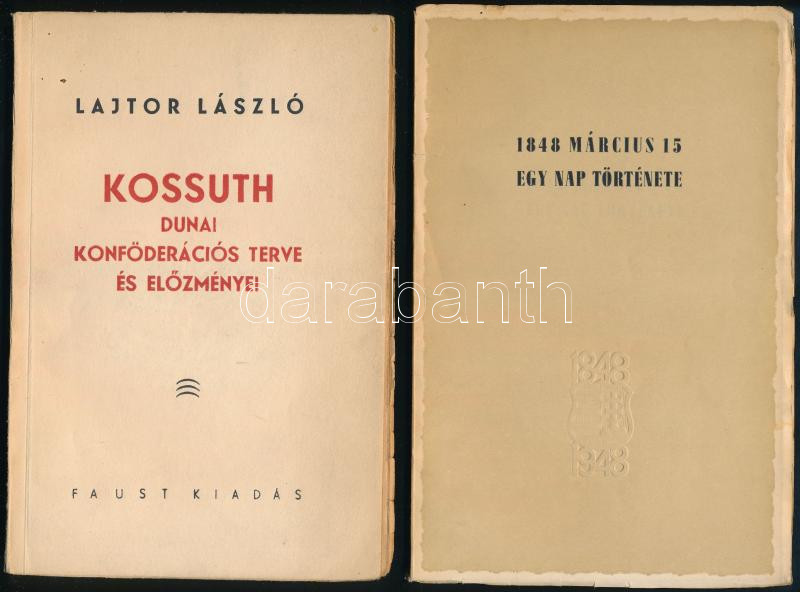 LAJTOR LÁSZLÓ
KOSSUTH
DUNAI
KONFÖDERÁCIÓS TERVE
ÉS ELŐZMÉNYEI
FAUST KIADÁS
1848 MÁRCIUS 15
EGY NAP TÖRTÉNETE
1848
1948
darabanth